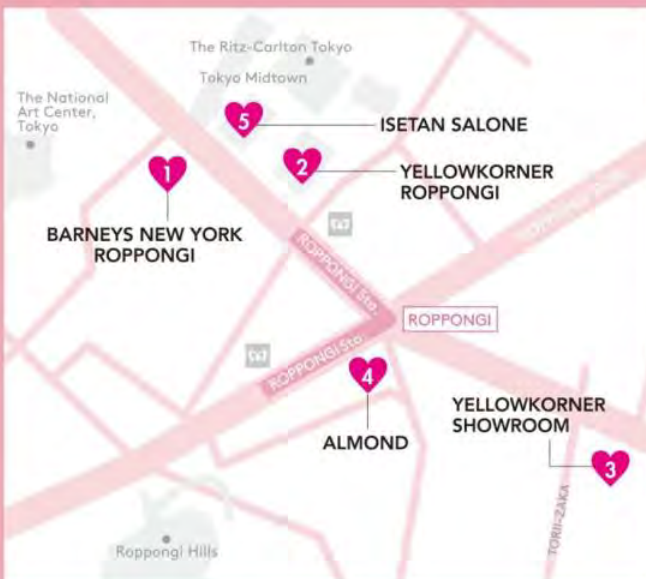 The Ritz-Carlton Tokyo
Tokyo Midtown
The National
Art Center,
Tokyo
5
ISETAN SALONE
1
2
YELLOWKORNER
ROPPONGI
BARNEYS NEW YORK
ROPPONGI
ROPPONGI Sta.
ROPPONGI
ROPPONGI Sta.
4
ALMOND
YELLOWKORNER
SHOWROOM
3
TORII-ZAKA
Roppongi Hills